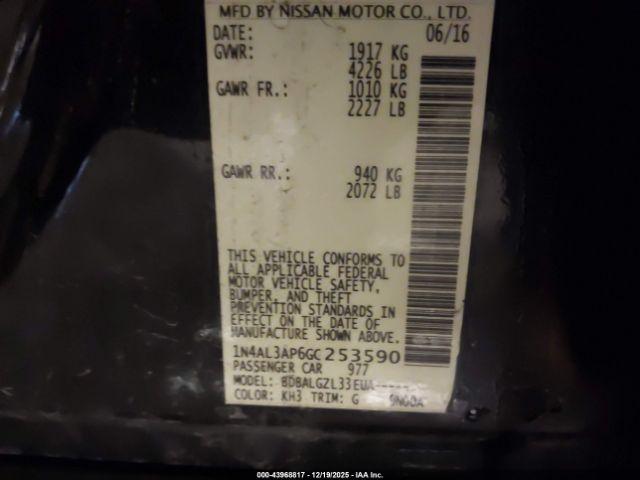 MFD BY NISSAN MOTOR CO., LTD.
DATE: 06/16
GVWR: 1917 KG
4226 LB
GAWR FR.: 1010 KG
2227 LB
GAWR RR.: 940 KG
2072 LB
THIS VEHICLE CONFORMS TO
ALL APPLICABLE FEDERAL
MOTOR VEHICLE SAFETY,
BUMPER, AND THEFT
PREVENTION STANDARDS IN
EFFECT ON THE DATE OF
MANUFACTURE SHOWN ABOVE.
1N4AL3AP6GC253590
PASSENGER CAR 977
MODEL:
COLOR: KH3 TRIM: G
000-43968817 - 12/19/2025 - IAA Inc.